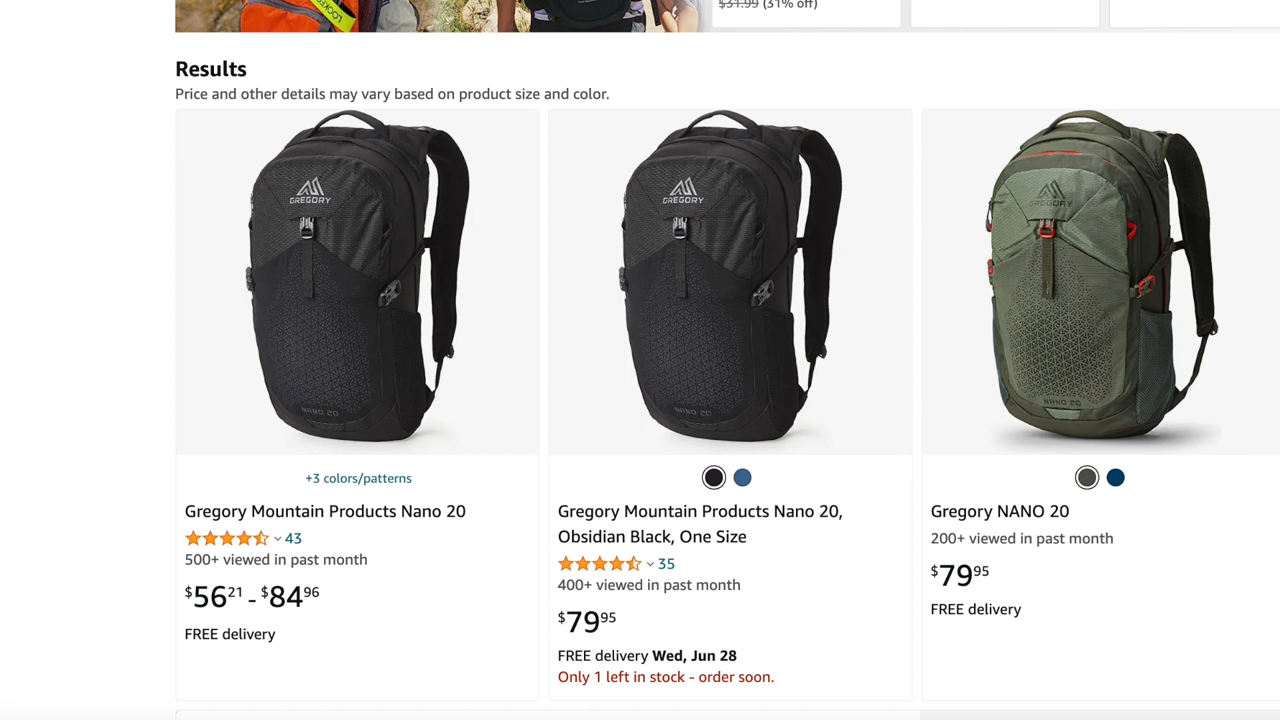 LOOKFAR
$31.99 (31% off)
Results
Price and other details may vary based on product size and color.
GREGORY
NANO 20
GREGORY
NANO 20
GREGORY
NANO 20
+3 colors/patterns
Gregory Mountain Products Nano 20
43
500+ viewed in past month
$56.21 - $84.96
FREE delivery
Gregory Mountain Products Nano 20,
Obsidian Black, One Size
35
400+ viewed in past month
$79.95
FREE delivery Wed, Jun 28
Only 1 left in stock - order soon.
Gregory NANO 20
200+ viewed in past month
$79.95
FREE delivery